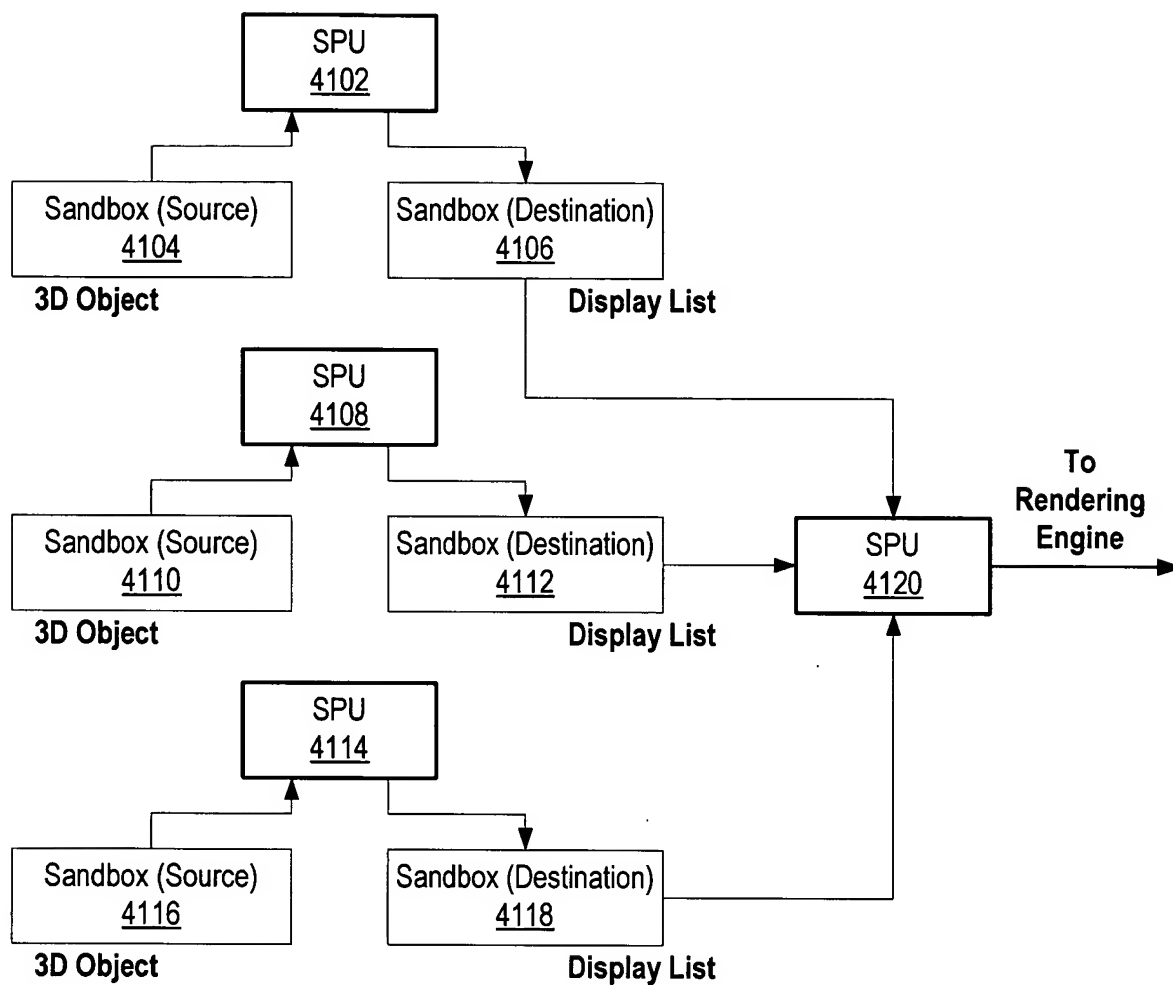 SPU
4102
Sandbox (Source)
4104
3D Object
Sandbox (Destination)
4106
Display List
SPU
4108
Sandbox (Source)
4110
3D Object
Sandbox (Destination)
4112
Display List
SPU
4120
To
Rendering
Engine
SPU
4114
Sandbox (Source)
4116
3D Object
Sandbox (Destination)
4118
Display List